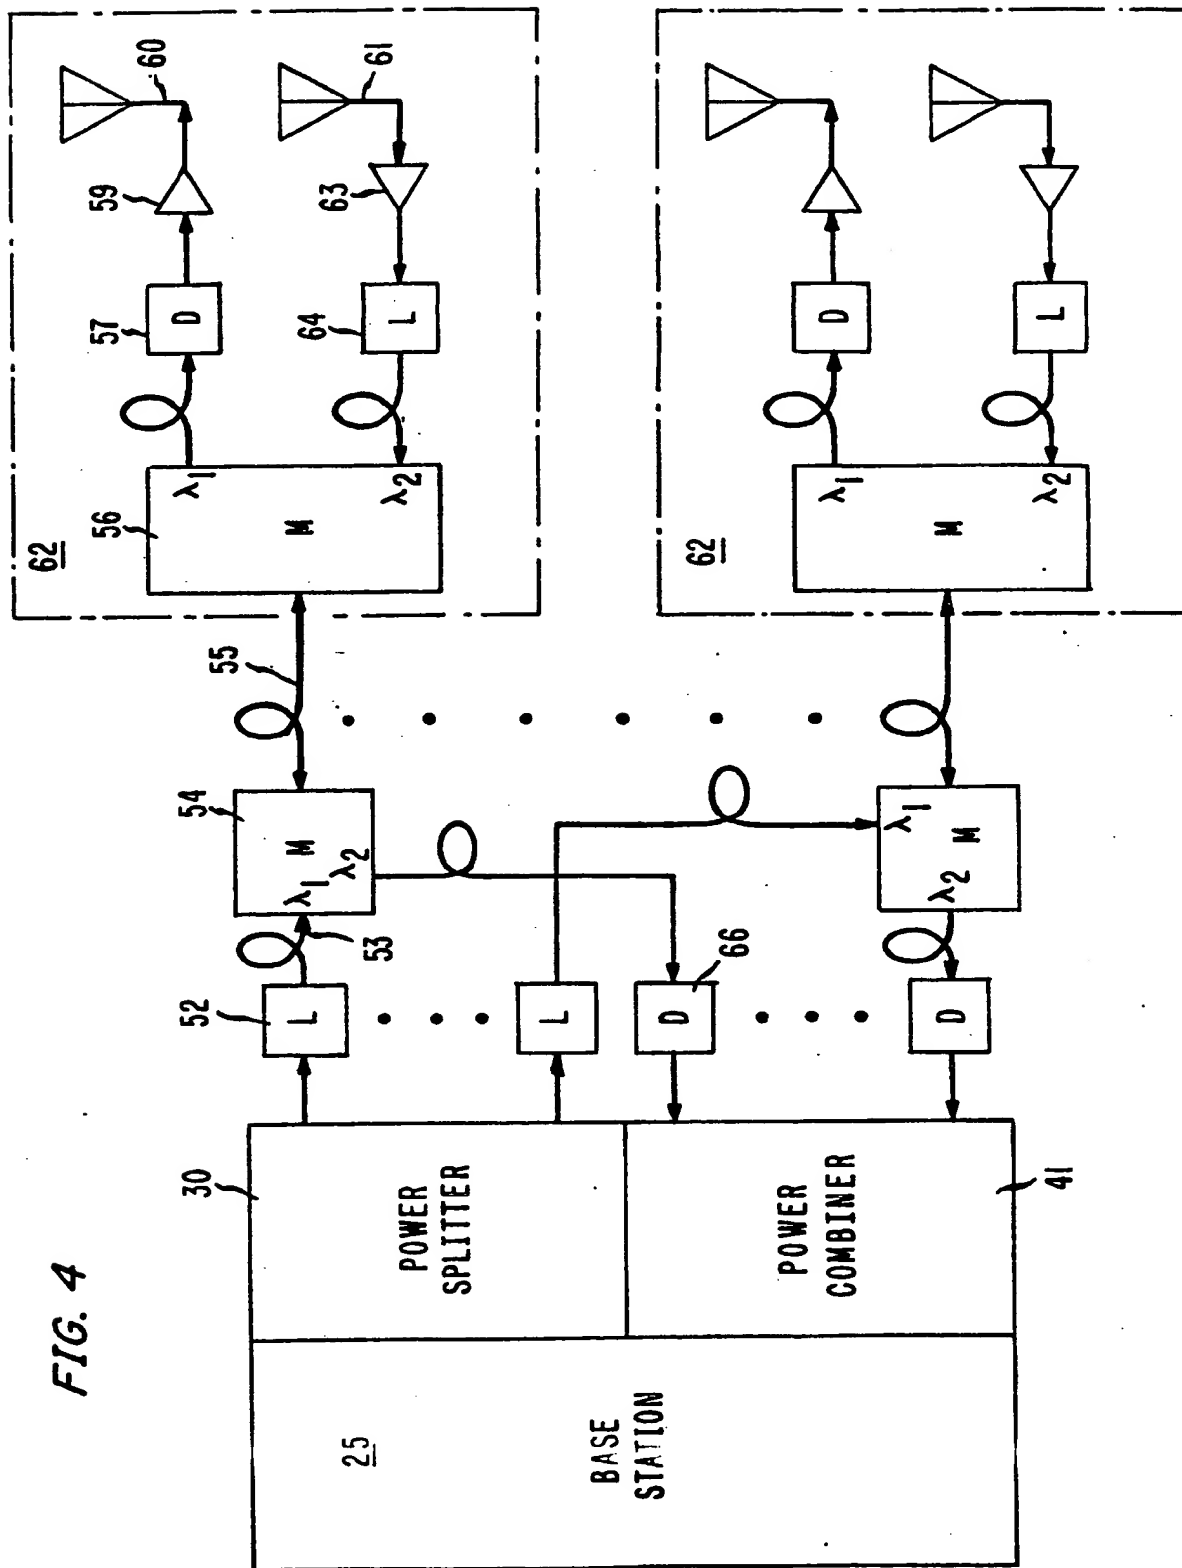 FIG. 4
25
BASE
STATION
30
POWER
SPLITTER
POWER
COMBINER
41
52
L
L
D
66
D
53
54
M
λ1
λ2
λ1
λ2
M
55
62
56
M
λ1
λ2
57
D
59
60
61
63
64
L
62
M
λ1
λ2
D
L